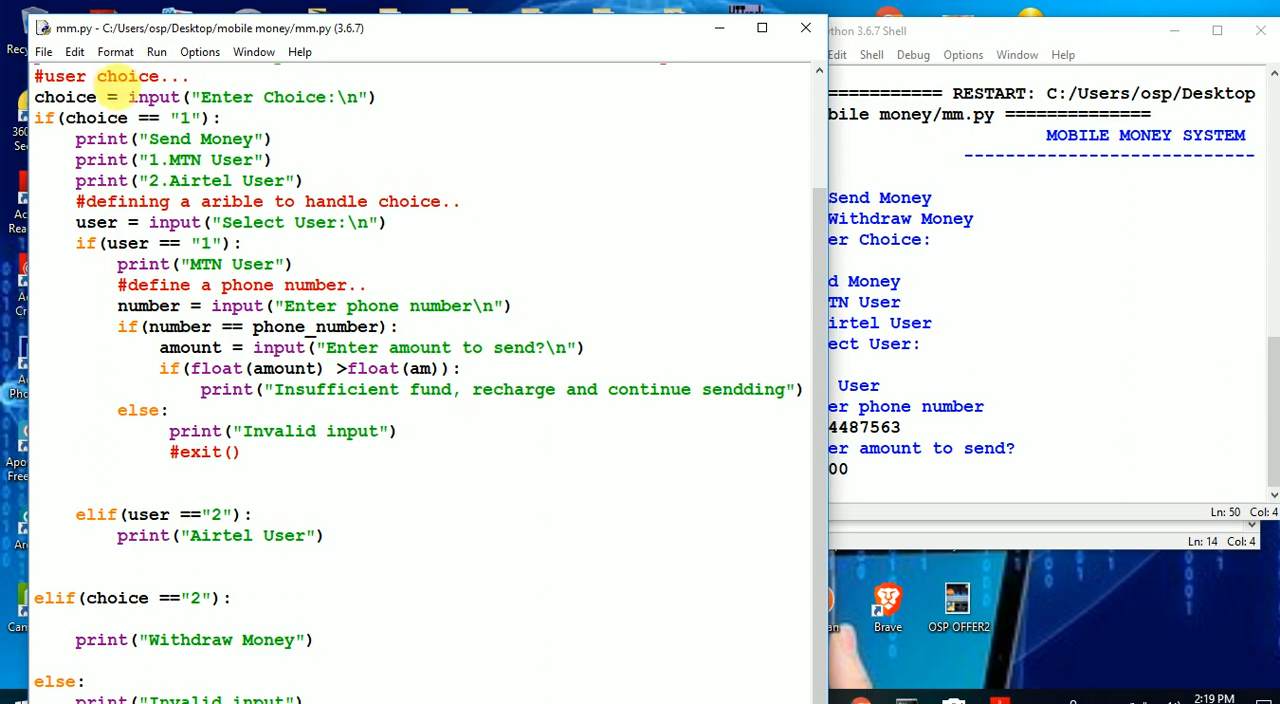 mm.py - C:/Users/osp/Desktop/mobile money/mm.py (3.6.7)
File Edit Format Run Options Window Help
#user choice...
choice = input("Enter Choice:\n")
if(choice == "1"):
print("Send Money")
print("1.MTN User")
print("2.Airtel User")
#defining a arible to handle choice..
user = input("Select User:\n")
if(user == "1"):
print("MTN User")
#define a phone number..
number = input("Enter phone number\n")
if(number == phone_number):
amount = input("Enter amount to send?\n")
if(float(amount) >float(am)):
print("Insufficient fund, recharge and continue sendding")
else:
print("Invalid input")
#exit()
elif(user =="2"):
print("Airtel User")
elif(choice =="2"):
print("Withdraw Money")
else:
print("Invalid input")
ython 3.6.7 Shell
Edit Shell Debug Options Window Help
=========== RESTART: C:/Users/osp/Desktop
bile money/mm.py ==============
MOBILE MONEY SYSTEM
----------------------------
Send Money
Withdraw Money
er Choice:
d Money
TN User
irtel User
ect User:
User
er phone number
4487563
er amount to send?
00
Ln: 50 Col: 4
Ln: 14 Col: 4
Brave
OSP OFFER2
2:19 PM